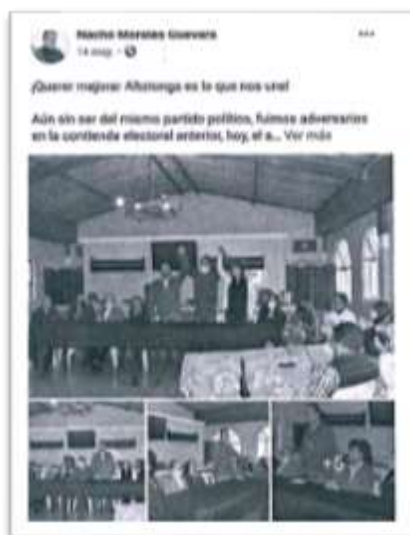 Nacho Morales Guevara
14 may. ·
¡Querer mejorar Altotonga es lo que nos une!
Aún sin ser del mismo partido político, fuimos adversarios
en la contienda electoral anterior, hoy, el a... Ver más